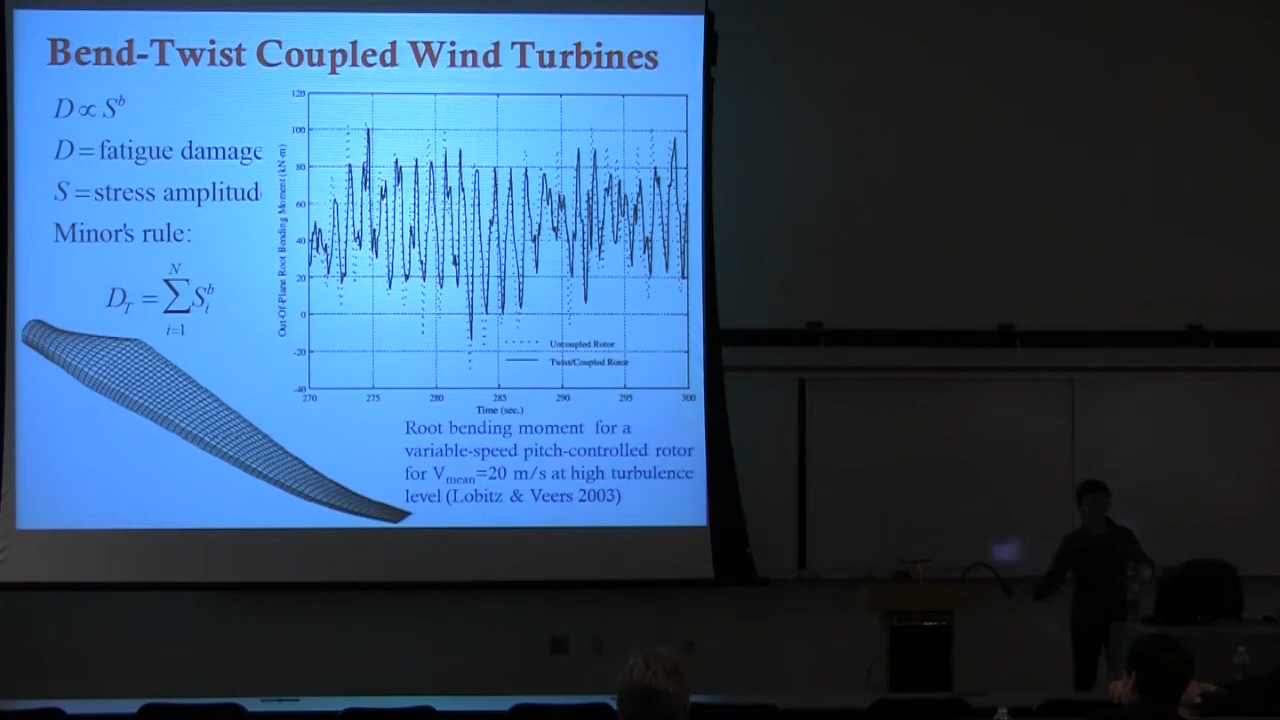 Bend-Twist Coupled Wind Turbines
D ∝ S^b
D = fatigue damage
S = stress amplitud
Minor's rule:
D_T = ∑_{i=1}^{N} S_i^b
Out-Of-Plane Root Bending Moment (kN-m)
120
100
80
60
40
20
0
-20
-40
Uncoupled Rotor
Twist/Coupled Rotor
270 275 280 285 290 295 300
Time (sec.)
Root bending moment for a
variable-speed pitch-controlled rotor
for V_mean=20 m/s at high turbulence
level (Lobitz & Veers 2003)